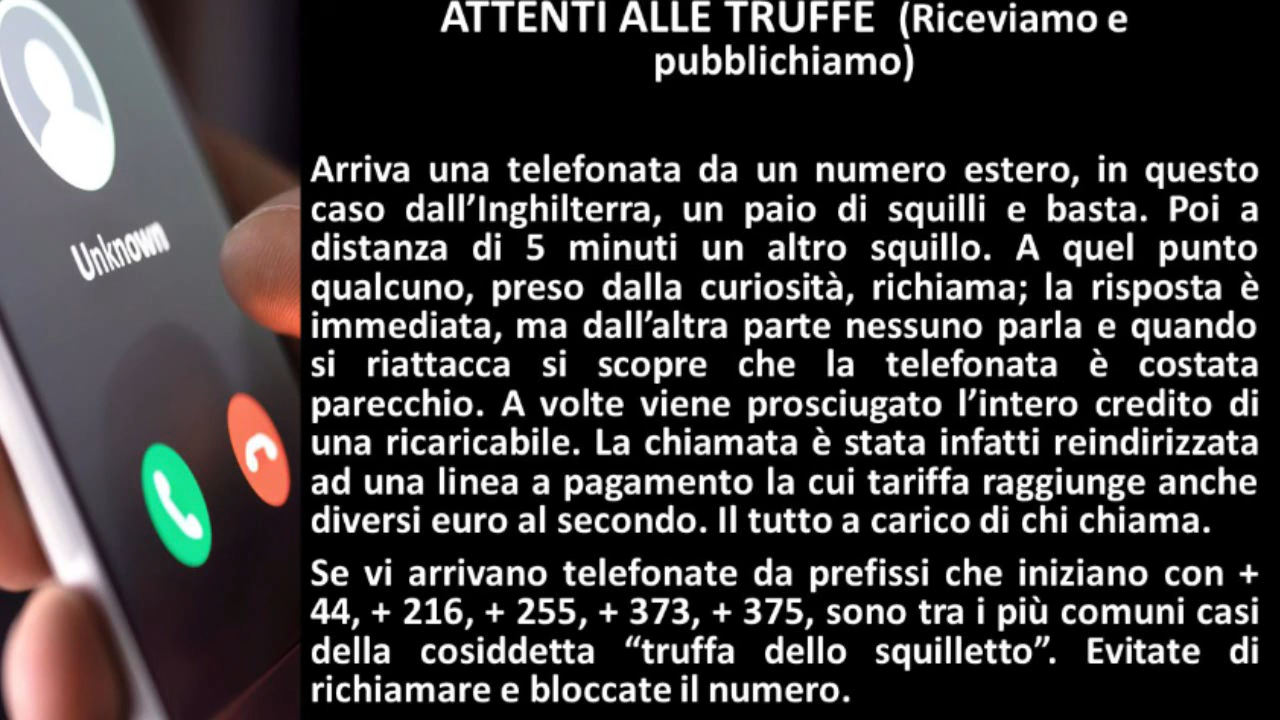 ATTENTI ALLE TRUFFE (Riceviamo e
pubblichiamo)
Arriva una telefonata da un numero estero, in questo
caso dall’Inghilterra, un paio di squilli e basta. Poi a
distanza di 5 minuti un altro squillo. A quel punto
qualcuno, preso dalla curiosità, richiama; la risposta è
immediata, ma dall’altra parte nessuno parla e quando
si riattacca si scopre che la telefonata è costata
parecchio. A volte viene prosciugato l’intero credito di
una ricaricabile. La chiamata è stata infatti reindirizzata
ad una linea a pagamento la cui tariffa raggiunge anche
diversi euro al secondo. Il tutto a carico di chi chiama.
Se vi arrivano telefonate da prefissi che iniziano con +
44, + 216, + 255, + 373, + 375, sono tra i più comuni casi
della cosiddetta “truffa dello squilletto”. Evitate di
richiamare e bloccate il numero.
Unknown